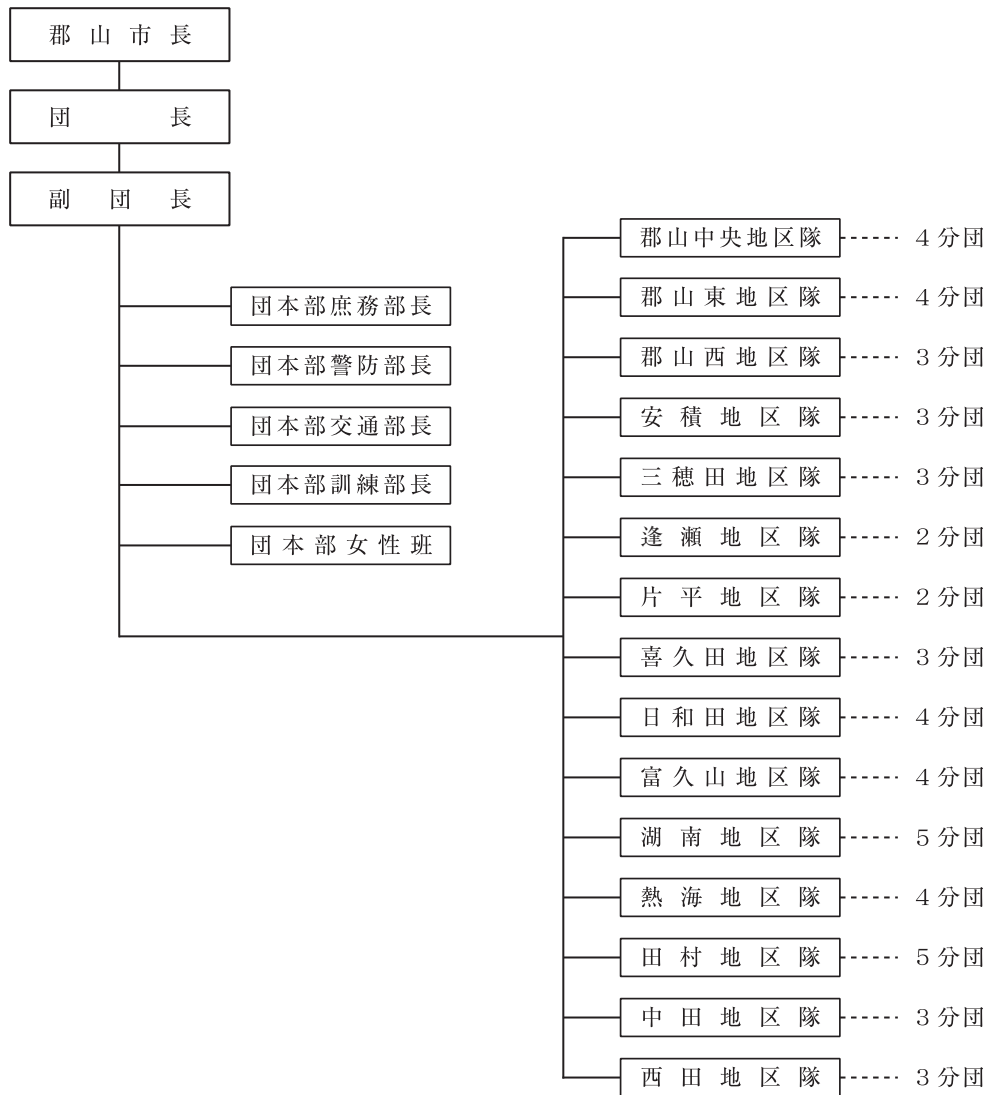 郡山市長
団長
副団長
団本部庶務部長
団本部警防部長
団本部交通部長
団本部訓練部長
団本部女性班
郡山中央地区隊 4分団
郡山東地区隊 4分団
郡山西地区隊 3分団
安積地区隊 3分団
三穂田地区隊 3分団
逢瀬地区隊 2分団
片平地区隊 2分団
喜久田地区隊 3分団
日和田地区隊 4分団
富久山地区隊 4分団
湖南地区隊 5分団
熱海地区隊 4分団
田村地区隊 5分団
中田地区隊 3分団
西田地区隊 3分団